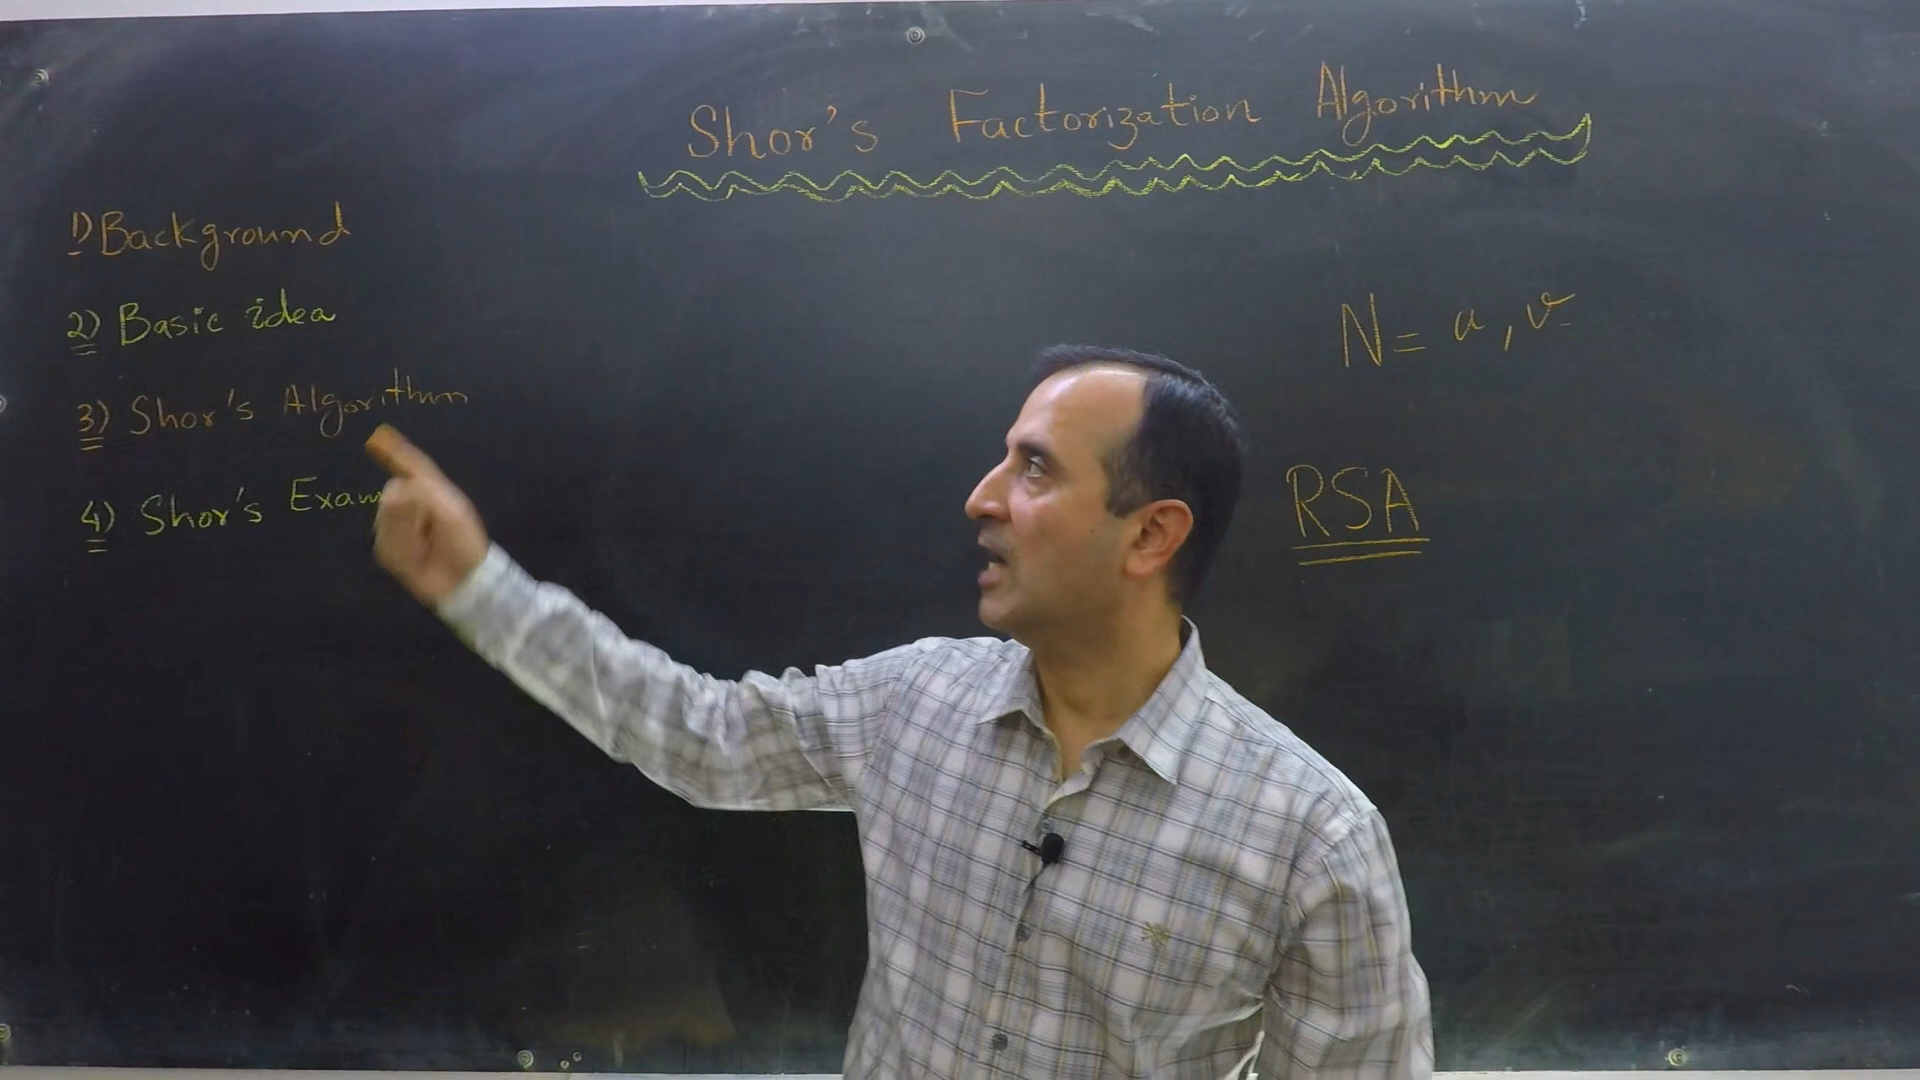 Shor's Factorization Algorithm
1) Background
2) Basic idea
3) Shor's Algorithm
4) Shor's
N = u, v
RSA